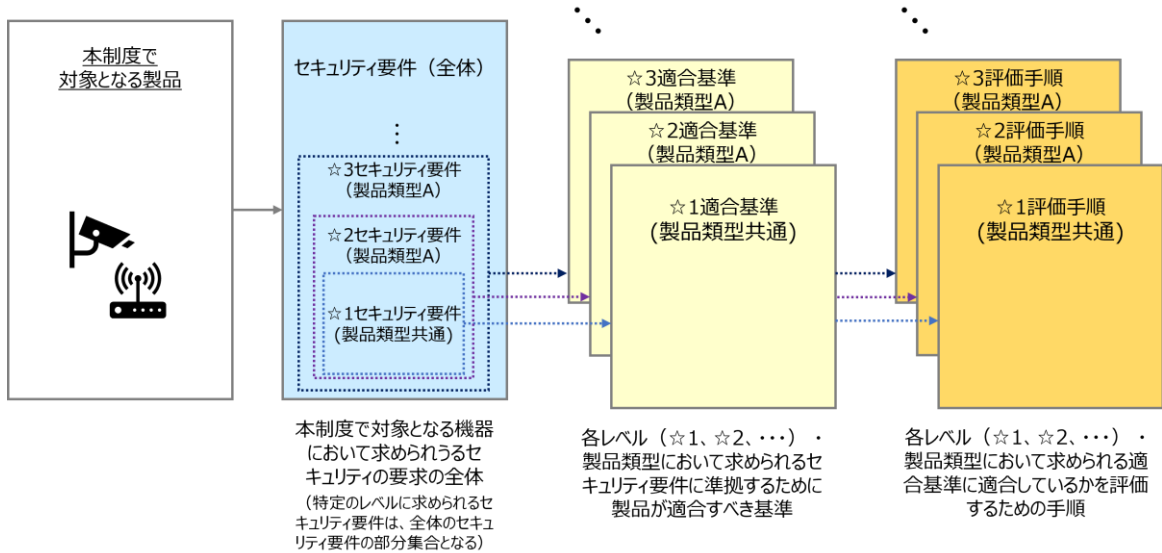 本制度で
対象となる製品
セキュリティ要件（全体）
⋮
☆3セキュリティ要件
(製品類型A)
☆2セキュリティ要件
(製品類型A)
☆1セキュリティ要件
(製品類型共通)
本制度で対象となる機器
において求められうるセ
キュリティの要求の全体
（特定のレベルに求められるセ
キュリティ要件は、全体のセキュ
リティ要件の部分集合となる）
⋱
☆3適合基準
(製品類型A)
☆2適合基準
(製品類型A)
☆1適合基準
(製品類型共通)
各レベル（☆1、☆2、･･･）・
製品類型において求められるセ
キュリティ要件に準拠するために
製品が適合すべき基準
⋱
☆3評価手順
(製品類型A)
☆2評価手順
(製品類型A)
☆1評価手順
(製品類型共通)
各レベル（☆1、☆2、･･･）・
製品類型において求められる適
合基準に適合しているかを評価
するための手順